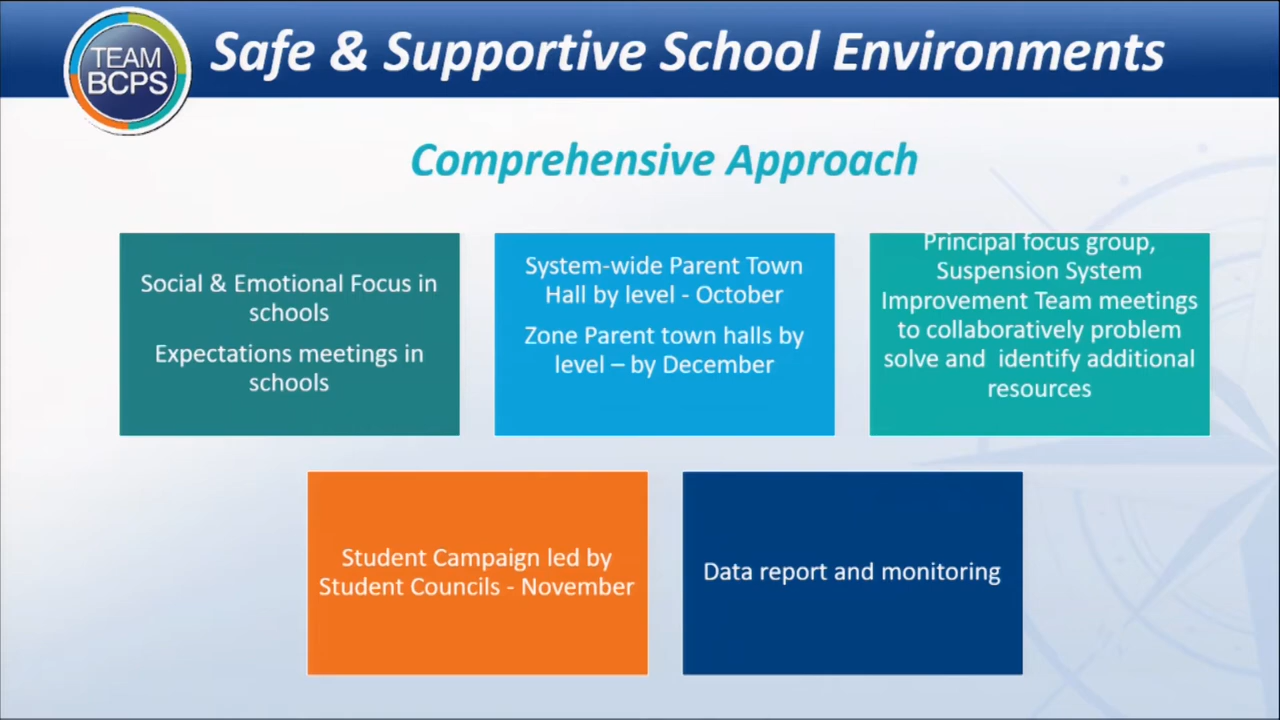 TEAM
BCPS
Safe & Supportive School Environments
Comprehensive Approach
Social & Emotional Focus in
schools
Expectations meetings in
schools
System-wide Parent Town
Hall by level - October
Zone Parent town halls by
level – by December
Principal focus group,
Suspension System
Improvement Team meetings
to collaboratively problem
solve and  identify additional
resources
Student Campaign led by
Student Councils - November
Data report and monitoring